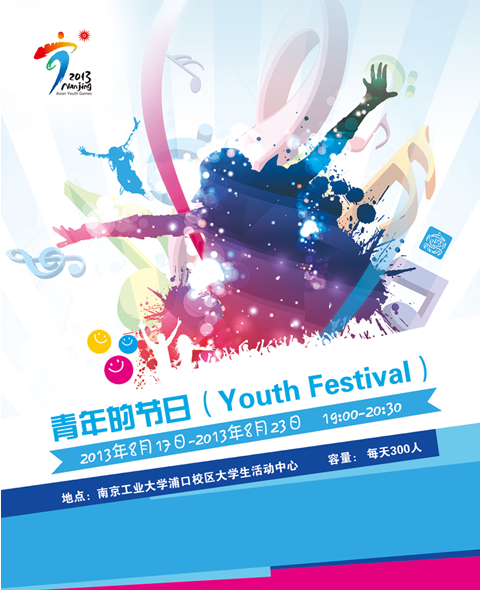 2013
Nanjing
Asian Youth Games
青年的节日（Youth Festival）
2013年8月17日-2013年8月23日 19:00-20:30
地点：南京工业大学浦口校区大学生活动中心 容量：每天300人